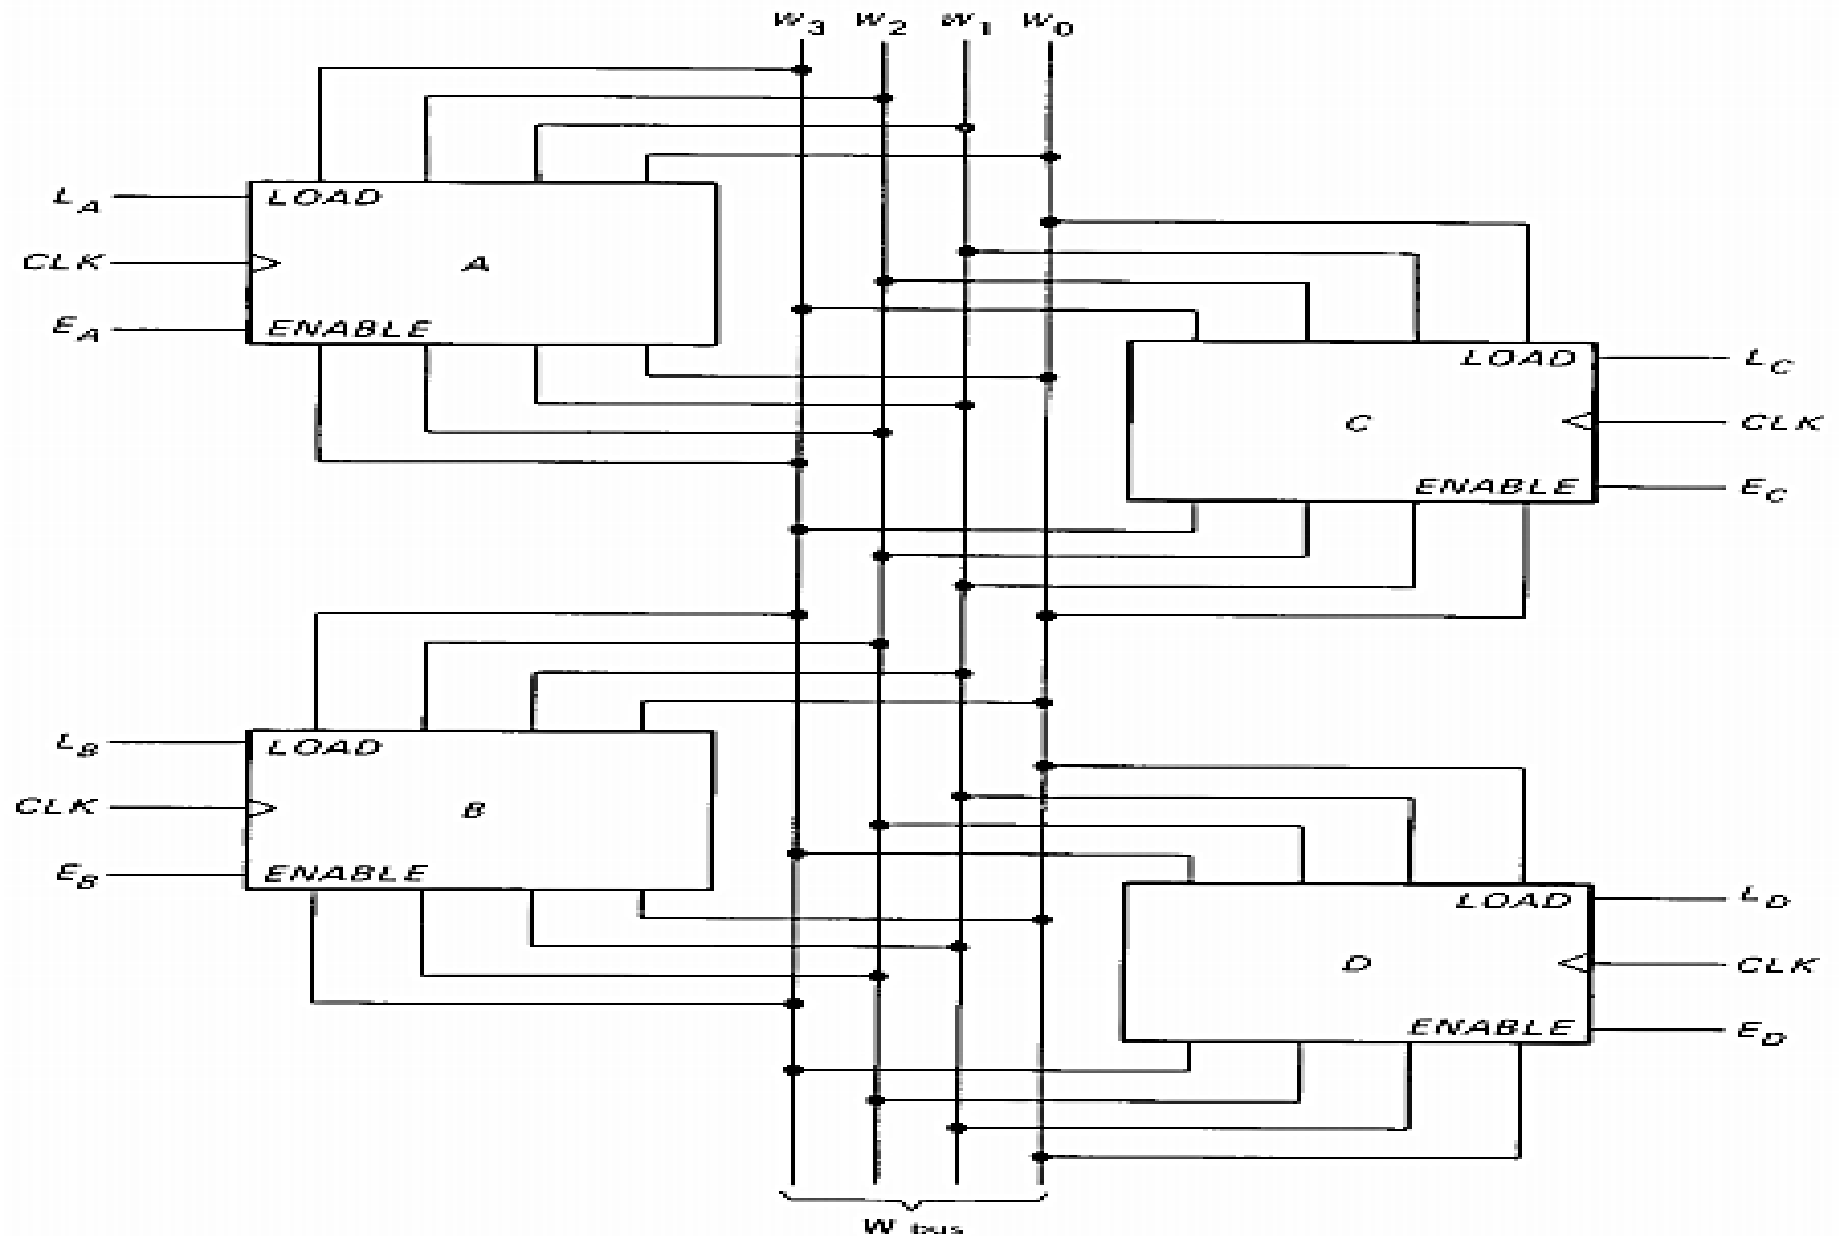 W3 W2 W1 W0
LA LOAD
CLK A
EA ENABLE
LOAD LC
C CLK
ENABLE EC
LB LOAD
CLK B
EB ENABLE
LOAD LD
D CLK
ENABLE ED
W bus